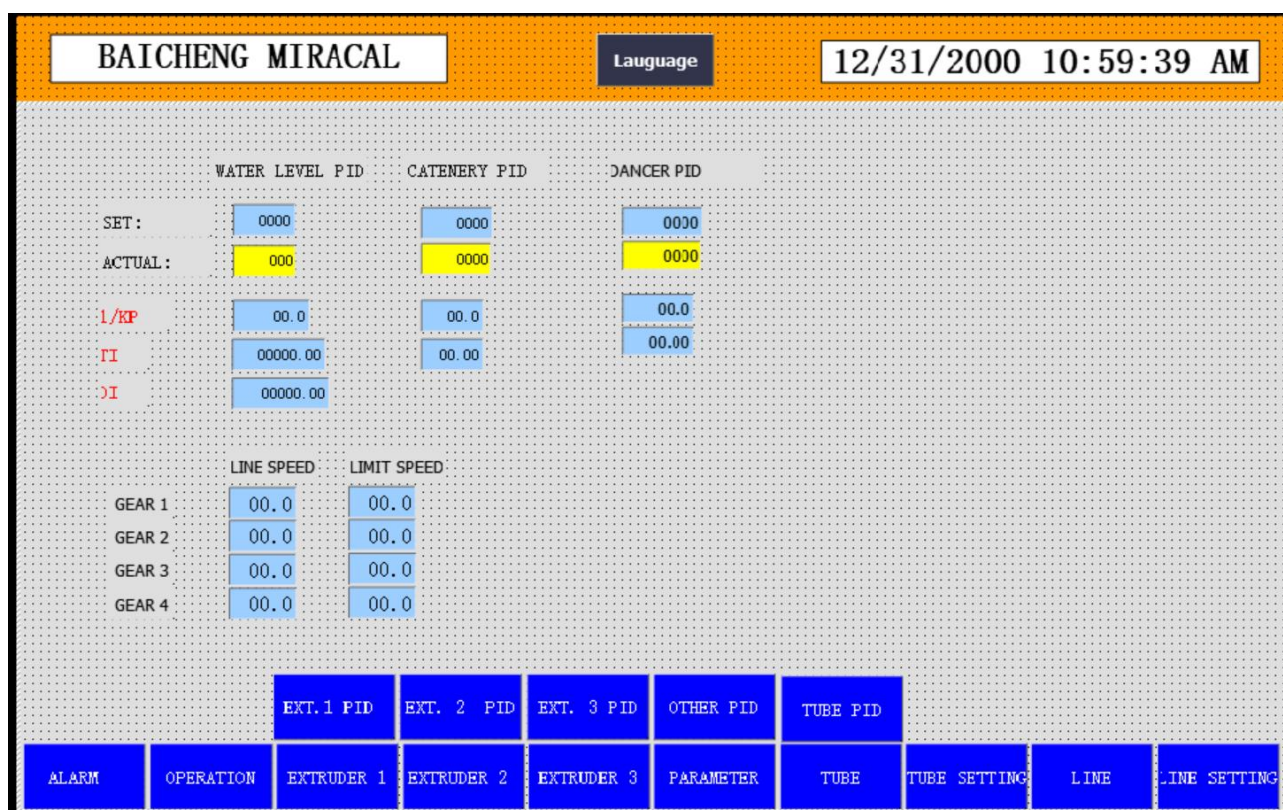 BAICHENG MIRACAL Lauguage 12/31/2000 10:59:39 AM
WATER LEVEL PID CATENERY PID DANCER PID
SET: 0000 0000 0000
ACTUAL: 000 0000 0000
1/KP 00.0 00.0 00.0
TI 00000.00 00.00 00.00
DI 00000.00
LINE SPEED LIMIT SPEED
GEAR 1 00.0 00.0
GEAR 2 00.0 00.0
GEAR 3 00.0 00.0
GEAR 4 00.0 00.0
EXT.1 PID EXT. 2 PID EXT. 3 PID OTHER PID TUBE PID
ALARM OPERATION EXTRUDER 1 EXTRUDER 2 EXTRUDER 3 PARAMETER TUBE TUBE SETTING LINE LINE SETTING